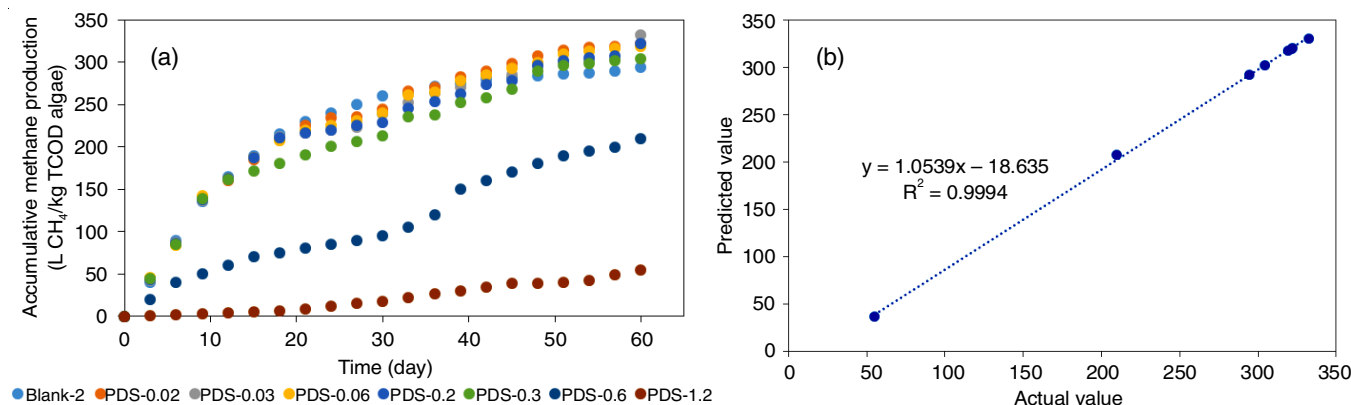 (a)
Accumulative methane production
(L CH₄/kg TCOD algae)
350
300
250
200
150
100
50
0
0 10 20 30 40 50 60
Time (day)
Blank-2 PDS-0.02 PDS-0.03 PDS-0.06 PDS-0.2 PDS-0.3 PDS-0.6 PDS-1.2
(b)
Predicted value
350
300
250
200
150
100
50
0
y = 1.0539x – 18.635
R² = 0.9994
0 50 100 150 200 250 300 350
Actual value